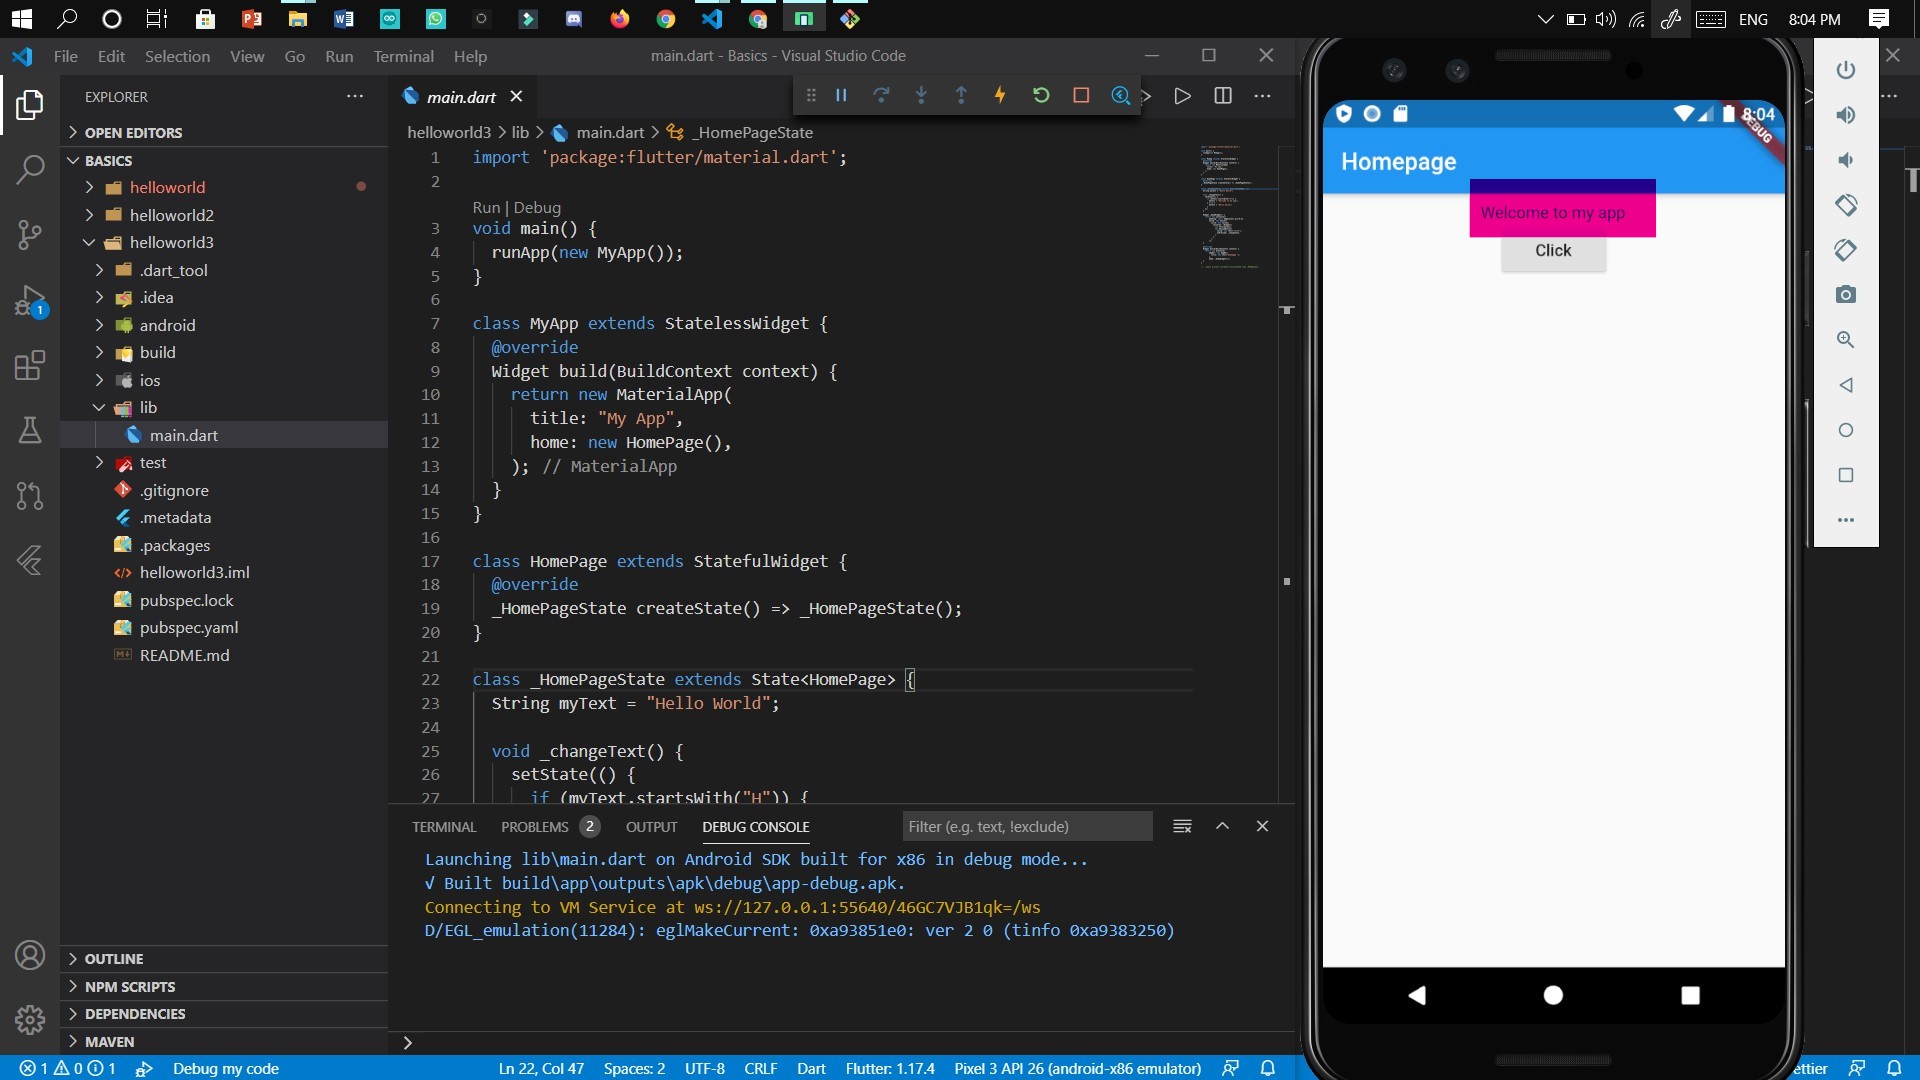 ENG
8:04 PM
File Edit Selection View Go Run Terminal Help
main.dart - Basics - Visual Studio Code
EXPLORER
OPEN EDITORS
BASICS
helloworld
helloworld2
helloworld3
.dart_tool
.idea
android
build
ios
lib
main.dart
test
.gitignore
.metadata
.packages
helloworld3.iml
pubspec.lock
pubspec.yaml
README.md
OUTLINE
NPM SCRIPTS
DEPENDENCIES
MAVEN
1
main.dart
helloworld3 > lib > main.dart > _HomePageState
1 import 'package:flutter/material.dart';
2
Run | Debug
3 void main() {
4 runApp(new MyApp());
5 }
6
7 class MyApp extends StatelessWidget {
8 @override
9 Widget build(BuildContext context) {
10 return new MaterialApp(
11 title: "My App",
12 home: new HomePage(),
13 ); // MaterialApp
14 }
15 }
16
17 class HomePage extends StatefulWidget {
18 @override
19 _HomePageState createState() => _HomePageState();
20 }
21
22 class _HomePageState extends State<HomePage> {
23 String myText = "Hello World";
24
25 void _changeText() {
26 setState(() {
27 if (myText.startsWith("H")) {
TERMINAL PROBLEMS 2 OUTPUT DEBUG CONSOLE
Filter (e.g. text, !exclude)
Launching lib\main.dart on Android SDK built for x86 in debug mode...
√ Built build\app\outputs\apk\debug\app-debug.apk.
Connecting to VM Service at ws://127.0.0.1:55640/46GC7VJB1qk=/ws
D/EGL_emulation(11284): eglMakeCurrent: 0xa93851e0: ver 2 0 (tinfo 0xa9383250)
>
1 0 1 Debug my code
Ln 22, Col 47 Spaces: 2 UTF-8 CRLF Dart Flutter: 1.17.4 Pixel 3 API 26 (android-x86 emulator)
8:04
DEBUG
Homepage
Welcome to my app
Click
ettier